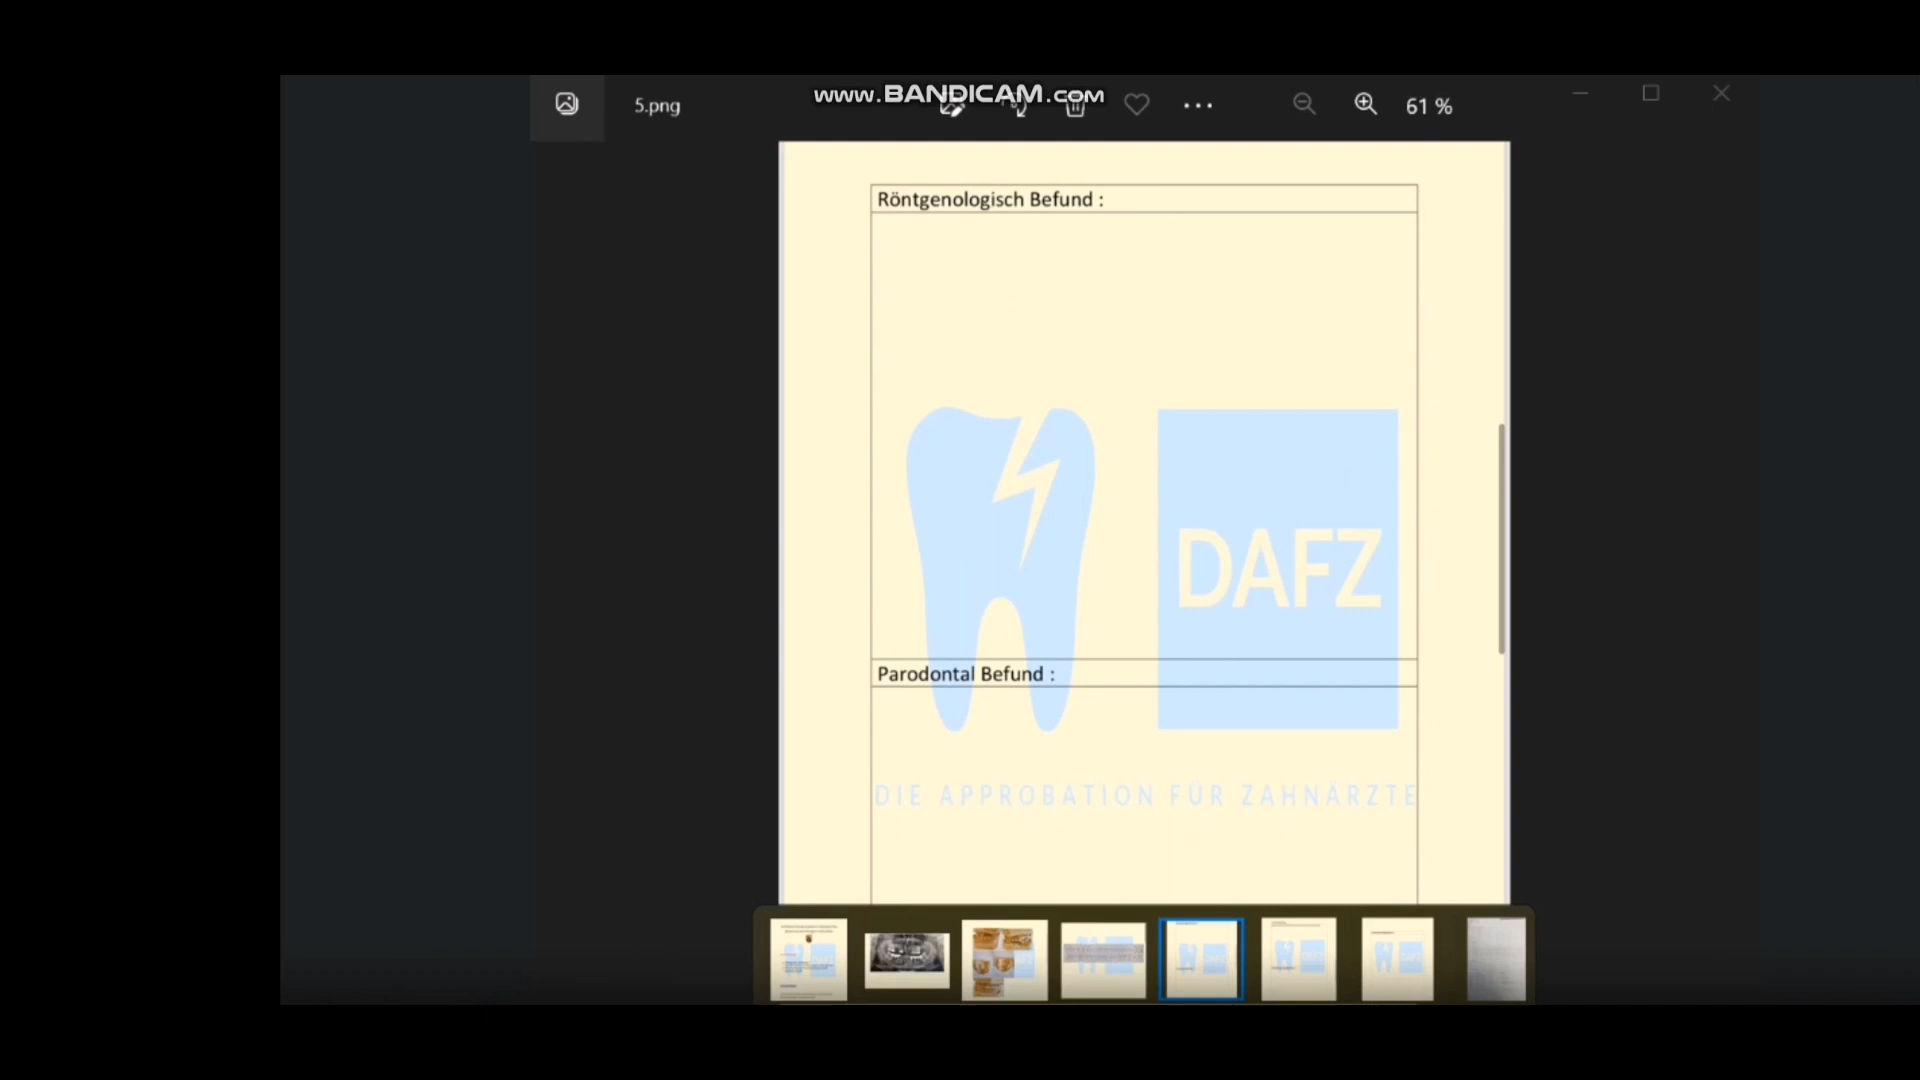 www.BANDICAM.com
5.png
61 %
Röntgenologisch Befund :
DAFZ
Parodontal Befund :
DIE APPROBATION FÜR ZAHNÄRZTE